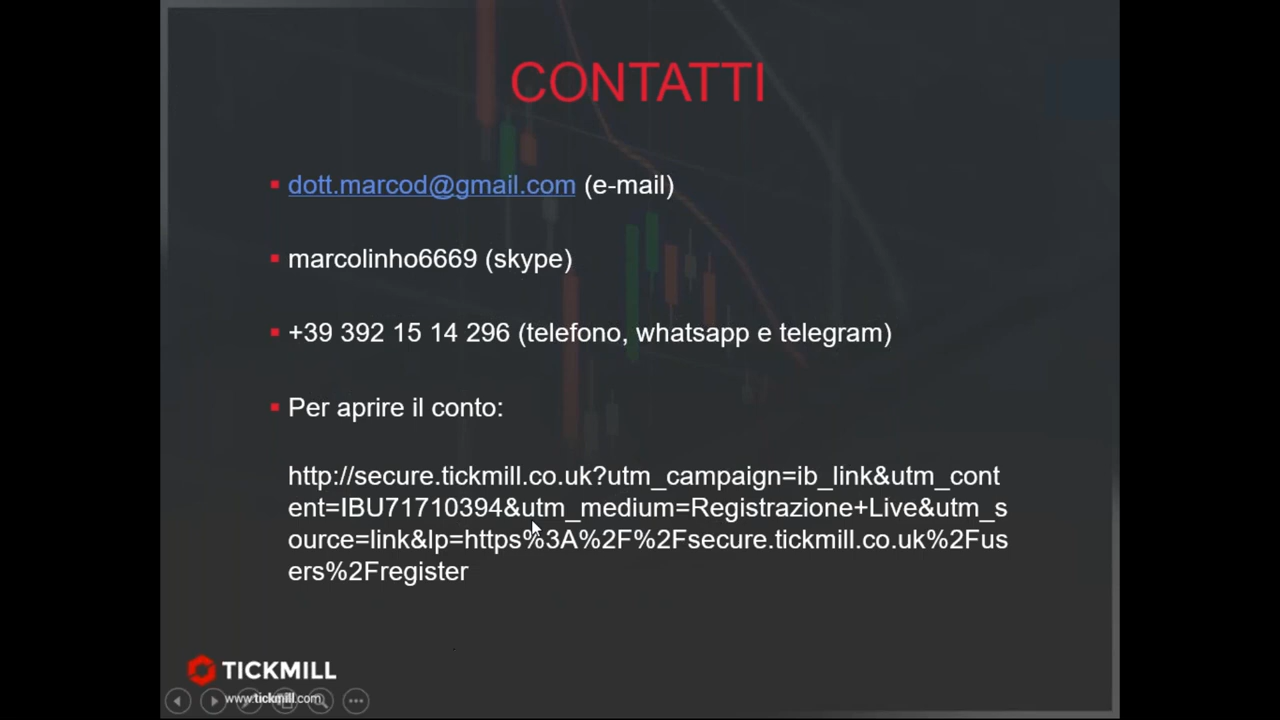 CONTATTI
dott.marcod@gmail.com (e-mail)
marcolinho6669 (skype)
+39 392 15 14 296 (telefono, whatsapp e telegram)
Per aprire il conto:
http://secure.tickmill.co.uk?utm_campaign=ib_link&utm_cont
ent=IBU71710394&utm_medium=Registrazione+Live&utm_s
ource=link&lp=https%3A%2F%2Fsecure.tickmill.co.uk%2Fus
ers%2Fregister
TICKMILL
www.tickmill.com